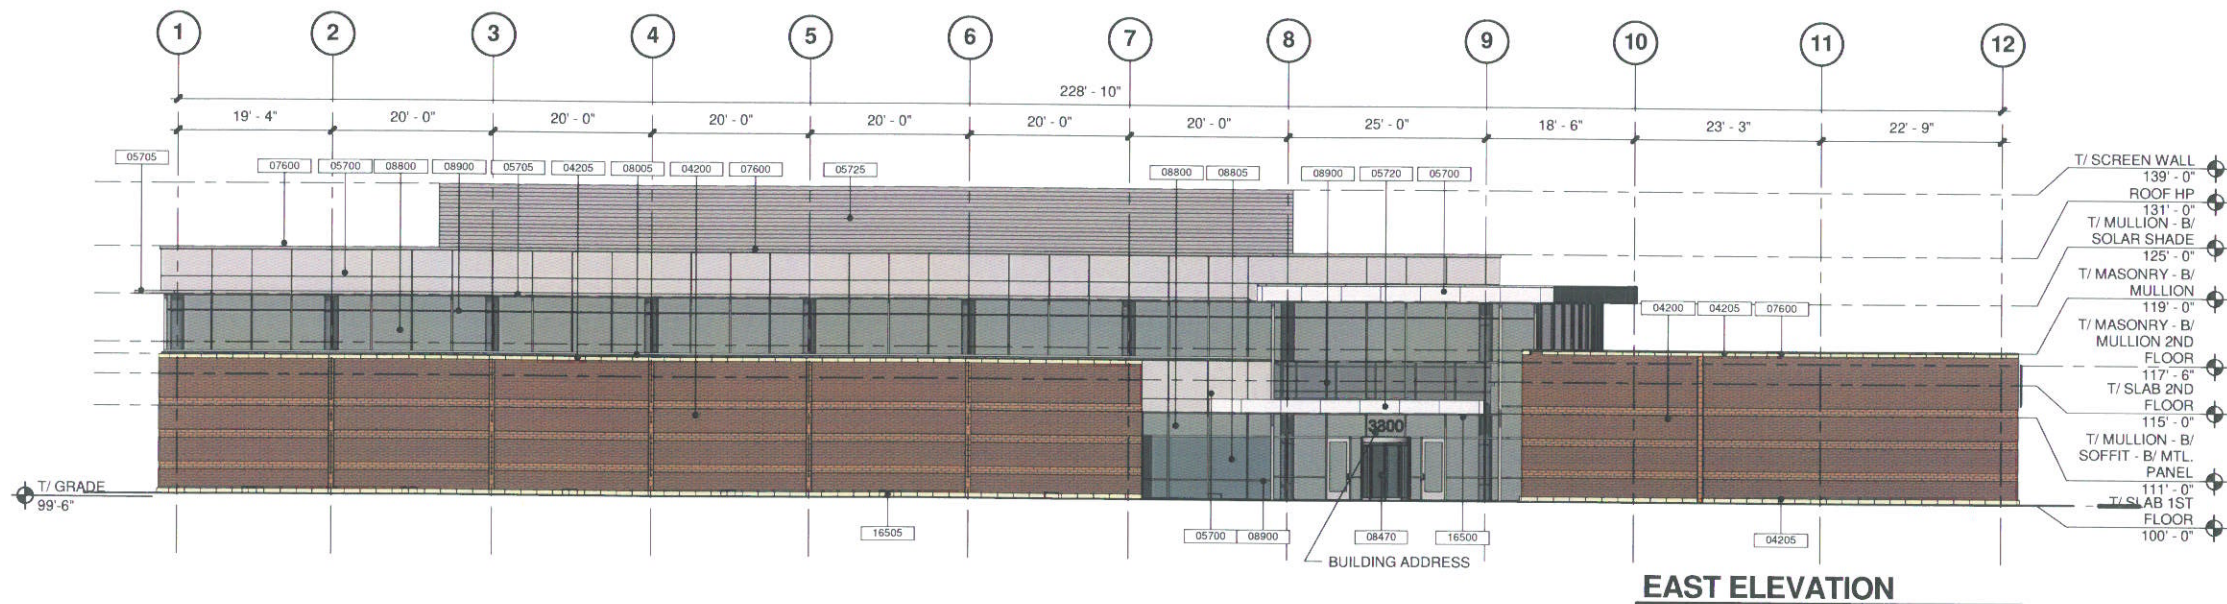 1 2 3 4 5 6 7 8 9 10 11 12
228' - 10"
19' - 4" 20' - 0" 20' - 0" 20' - 0" 20' - 0" 20' - 0" 20' - 0" 25' - 0" 18' - 6" 23' - 3" 22' - 9"
05705 07600 05700 08800 08900 05705 04205 08005 04200 07600 05725 08800 08805 08900 05720 05700
04200 04205 07600
T/ SCREEN WALL
139' - 0"
ROOF HP
131' - 0"
T/ MULLION - B/
SOLAR SHADE
125' - 0"
T/ MASONRY - B/
MULLION
119' - 0"
T/ MASONRY - B/
MULLION 2ND
FLOOR
117' - 6"
T/ SLAB 2ND
FLOOR
115' - 0"
T/ MULLION - B/
SOFFIT - B/ MTL.
PANEL
111' - 0"
T/ SLAB 1ST
FLOOR
100' - 0"
3800
T/ GRADE
99'-6"
16505 05700 08900 08470 16500 04205
BUILDING ADDRESS
EAST ELEVATION